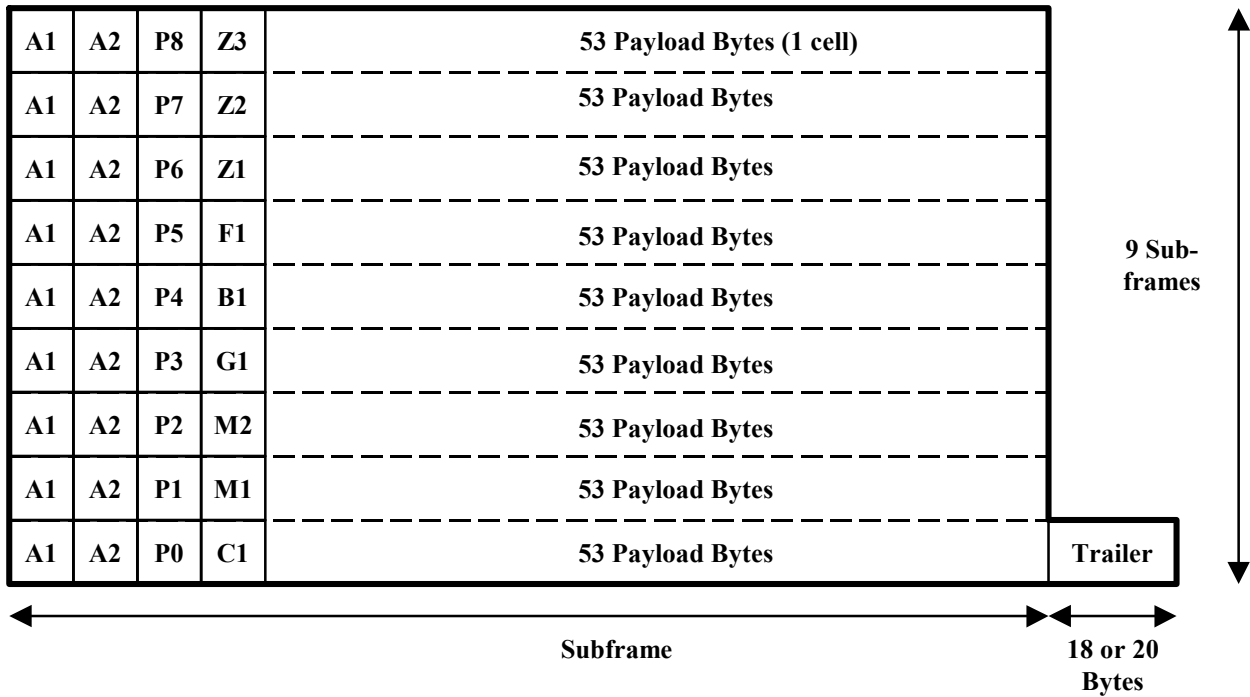 A1 A2 P8 Z3 53 Payload Bytes (1 cell)
A1 A2 P7 Z2 53 Payload Bytes
A1 A2 P6 Z1 53 Payload Bytes
A1 A2 P5 F1 53 Payload Bytes
9 Sub-
frames
A1 A2 P4 B1 53 Payload Bytes
A1 A2 P3 G1 53 Payload Bytes
A1 A2 P2 M2 53 Payload Bytes
A1 A2 P1 M1 53 Payload Bytes
A1 A2 P0 C1 53 Payload Bytes Trailer
Subframe
18 or 20
Bytes